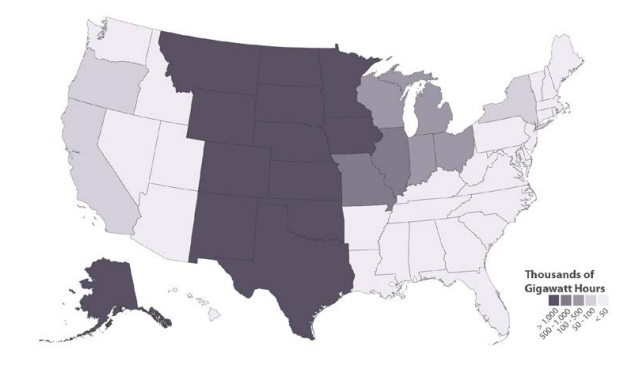 Thousands of
Gigawatt Hours
> 1,000
500 - 1,000
100 - 500
50 - 100
< 50